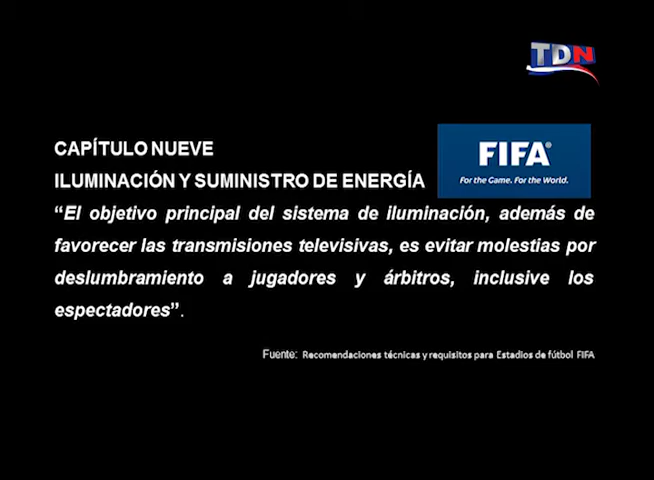 TDN
CAPÍTULO NUEVE
FIFA®
ILUMINACIÓN Y SUMINISTRO DE ENERGÍA
For the Game. For the World.
“El objetivo principal del sistema de iluminación, además de
favorecer las transmisiones televisivas, es evitar molestias por
deslumbramiento a jugadores y árbitros, inclusive los
espectadores”.
Fuente: Recomendaciones técnicas y requisitos para Estadios de fútbol FIFA